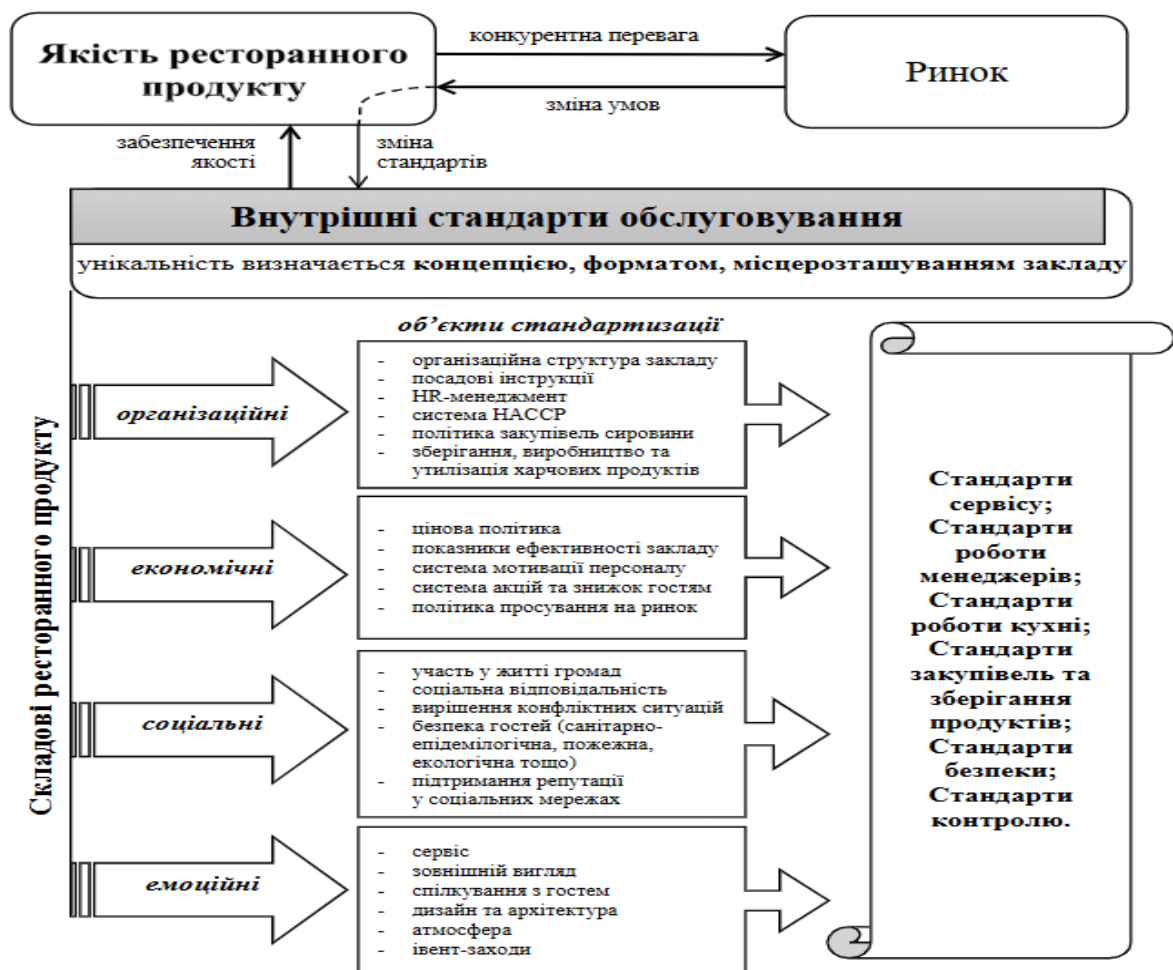 Якість ресторанного
продукту
конкурентна перевага
Ринок
зміна умов
забезпечення
якості
зміна
стандартів
Внутрішні стандарти обслуговування
унікальність визначається концепцією, форматом, місцерозташуванням закладу
Складові ресторанного продукту
об’єкти стандартизації
організаційні
- організаційна структура закладу
- посадові інструкції
- HR-менеджмент
- система НАССР
- політика закупівель сировини
- зберігання, виробництво та
утилізація харчових продуктів
економічні
- цінова політика
- показники ефективності закладу
- система мотивації персоналу
- система акцій та знижок гостям
- політика просування на ринок
соціальні
- участь у житті громад
- соціальна відповідальність
- вирішення конфліктних ситуацій
- безпека гостей (санітарно-
епідемілогічна, пожежна,
екологічна тощо)
- підтримання репутації
у соціальних мережах
емоційні
- сервіс
- зовнішній вигляд
- спілкування з гостем
- дизайн та архітектура
- атмосфера
- івент-заходи
Стандарти
сервісу;
Стандарти
роботи
менеджерів;
Стандарти
роботи кухні;
Стандарти
закупівель та
зберігання
продуктів;
Стандарти
безпеки;
Стандарти
контролю.